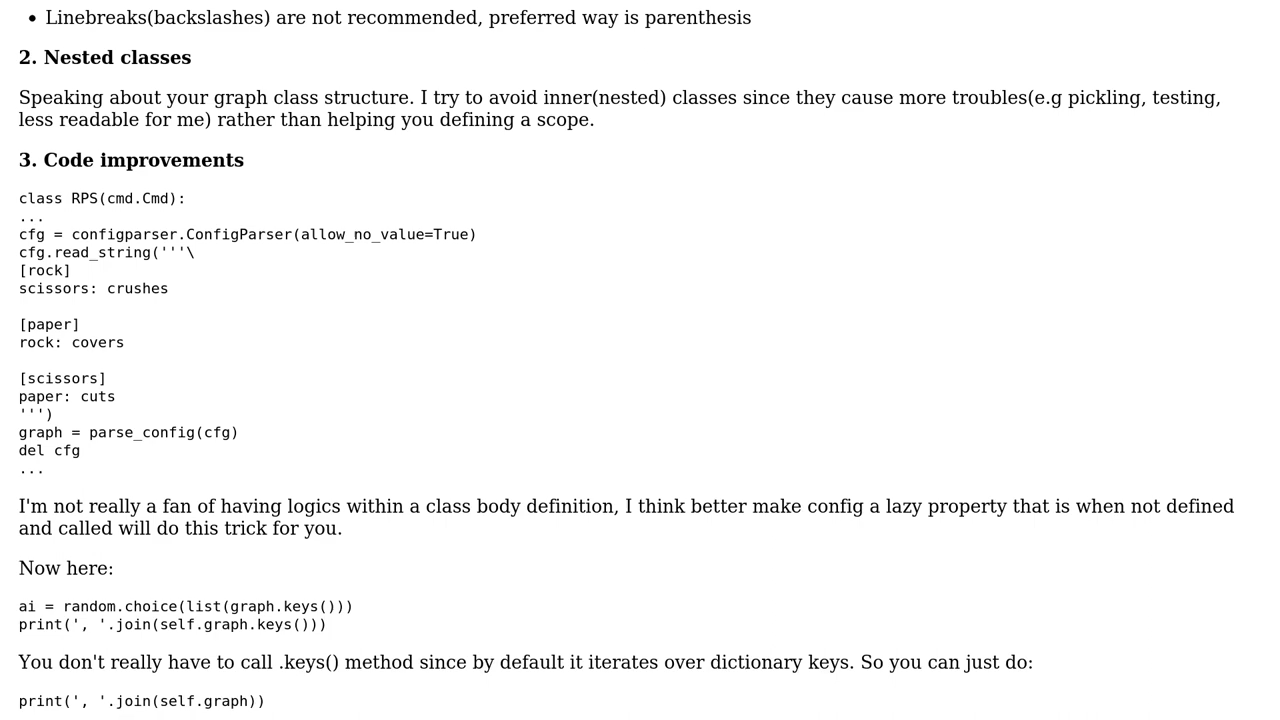 • Linebreaks(backslashes) are not recommended, preferred way is parenthesis
2. Nested classes
Speaking about your graph class structure. I try to avoid inner(nested) classes since they cause more troubles(e.g pickling, testing,
less readable for me) rather than helping you defining a scope.
3. Code improvements
class RPS(cmd.Cmd):
...
cfg = configparser.ConfigParser(allow_no_value=True)
cfg.read_string('''\
[rock]
scissors: crushes

[paper]
rock: covers

[scissors]
paper: cuts
''')
graph = parse_config(cfg)
del cfg
...
I'm not really a fan of having logics within a class body definition, I think better make config a lazy property that is when not defined
and called will do this trick for you.
Now here:
ai = random.choice(list(graph.keys()))
print(', '.join(self.graph.keys()))
You don't really have to call .keys() method since by default it iterates over dictionary keys. So you can just do:
print(', '.join(self.graph))